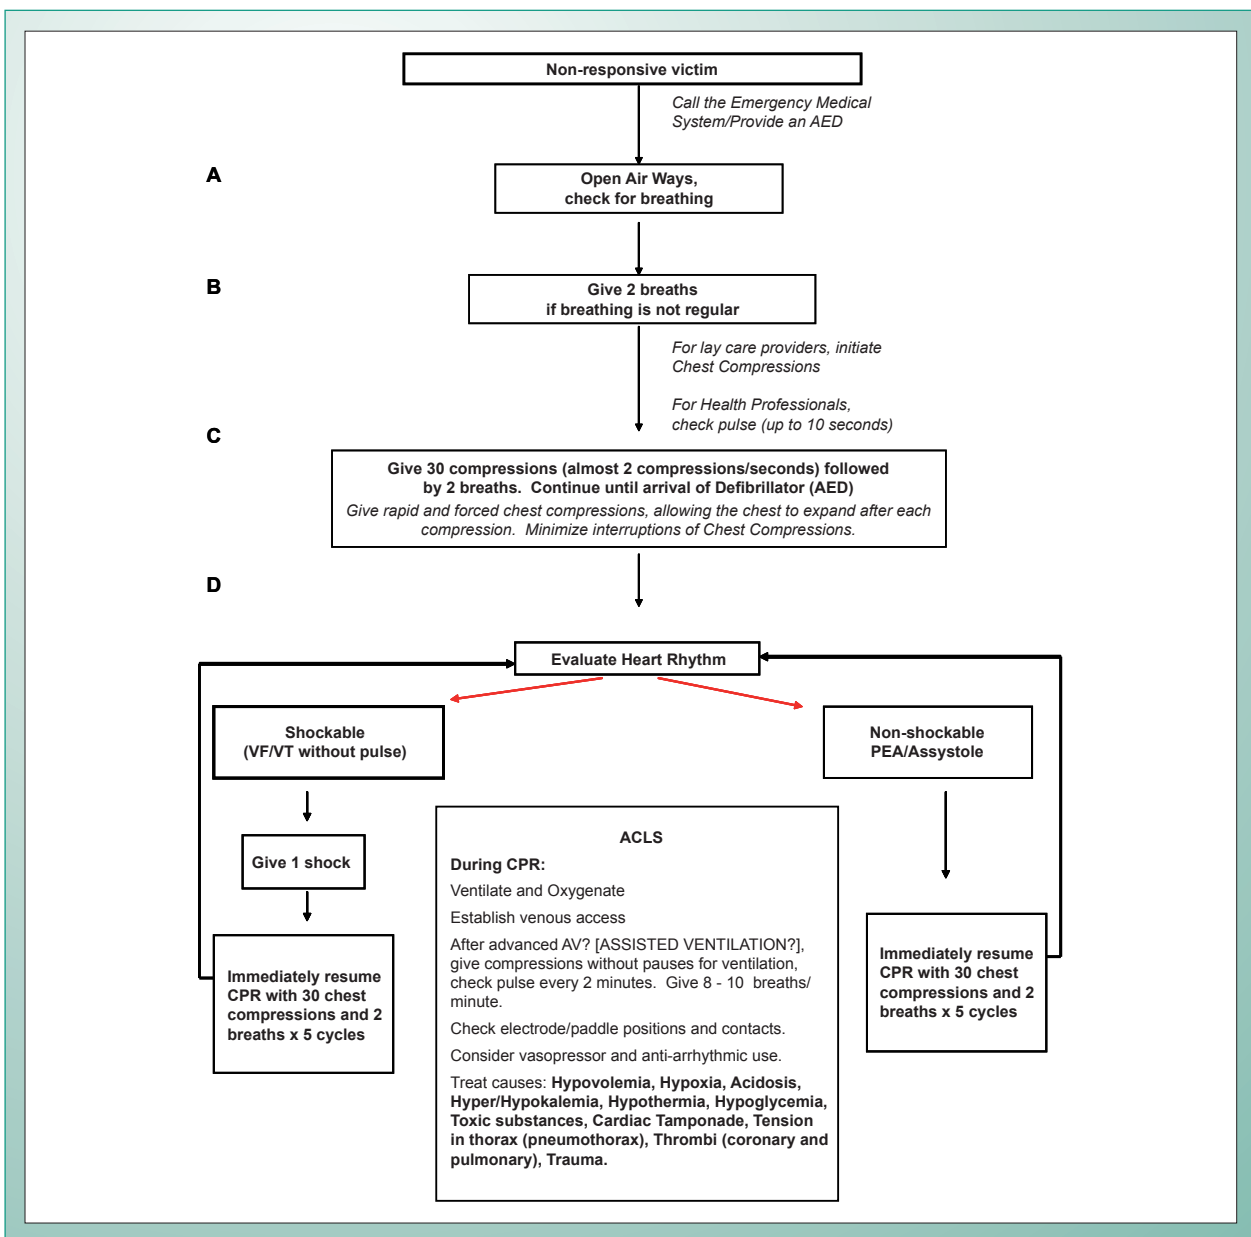 Non-responsive victim
Call the Emergency Medical
System/Provide an AED
A
Open Air Ways,
check for breathing
B
Give 2 breaths
if breathing is not regular
For lay care providers, initiate
Chest Compressions
For Health Professionals,
check pulse (up to 10 seconds)
C
Give 30 compressions (almost 2 compressions/seconds) followed
by 2 breaths. Continue until arrival of Defibrillator (AED)
Give rapid and forced chest compressions, allowing the chest to expand after each
compression. Minimize interruptions of Chest Compressions.
D
Evaluate Heart Rhythm
Shockable
(VF/VT without pulse)
Non-shockable
PEA/Assystole
Give 1 shock
Immediately resume
CPR with 30 chest
compressions and 2
breaths x 5 cycles
ACLS
During CPR:
Ventilate and Oxygenate
Establish venous access
After advanced AV? [ASSISTED VENTILATION?],
give compressions without pauses for ventilation,
check pulse every 2 minutes. Give 8 - 10 breaths/
minute.
Check electrode/paddle positions and contacts.
Consider vasopressor and anti-arrhythmic use.
Treat causes: Hypovolemia, Hypoxia, Acidosis,
Hyper/Hypokalemia, Hypothermia, Hypoglycemia,
Toxic substances, Cardiac Tamponade, Tension
in thorax (pneumothorax), Thrombi (coronary and
pulmonary), Trauma.
Immediately resume
CPR with 30 chest
compressions and 2
breaths x 5 cycles